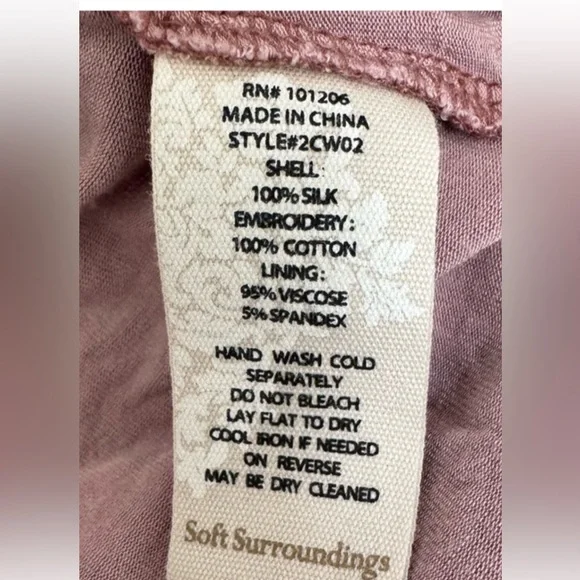 RN# 101206
MADE IN CHINA
STYLE#2CW02
SHELL:
100% SILK
EMBROIDERY:
100% COTTON
LINING:
95% VISCOSE
5% SPANDEX
HAND WASH COLD
SEPARATELY
DO NOT BLEACH
LAY FLAT TO DRY
COOL IRON IF NEEDED
ON REVERSE
MAY BE DRY CLEANED
Soft Surroundings